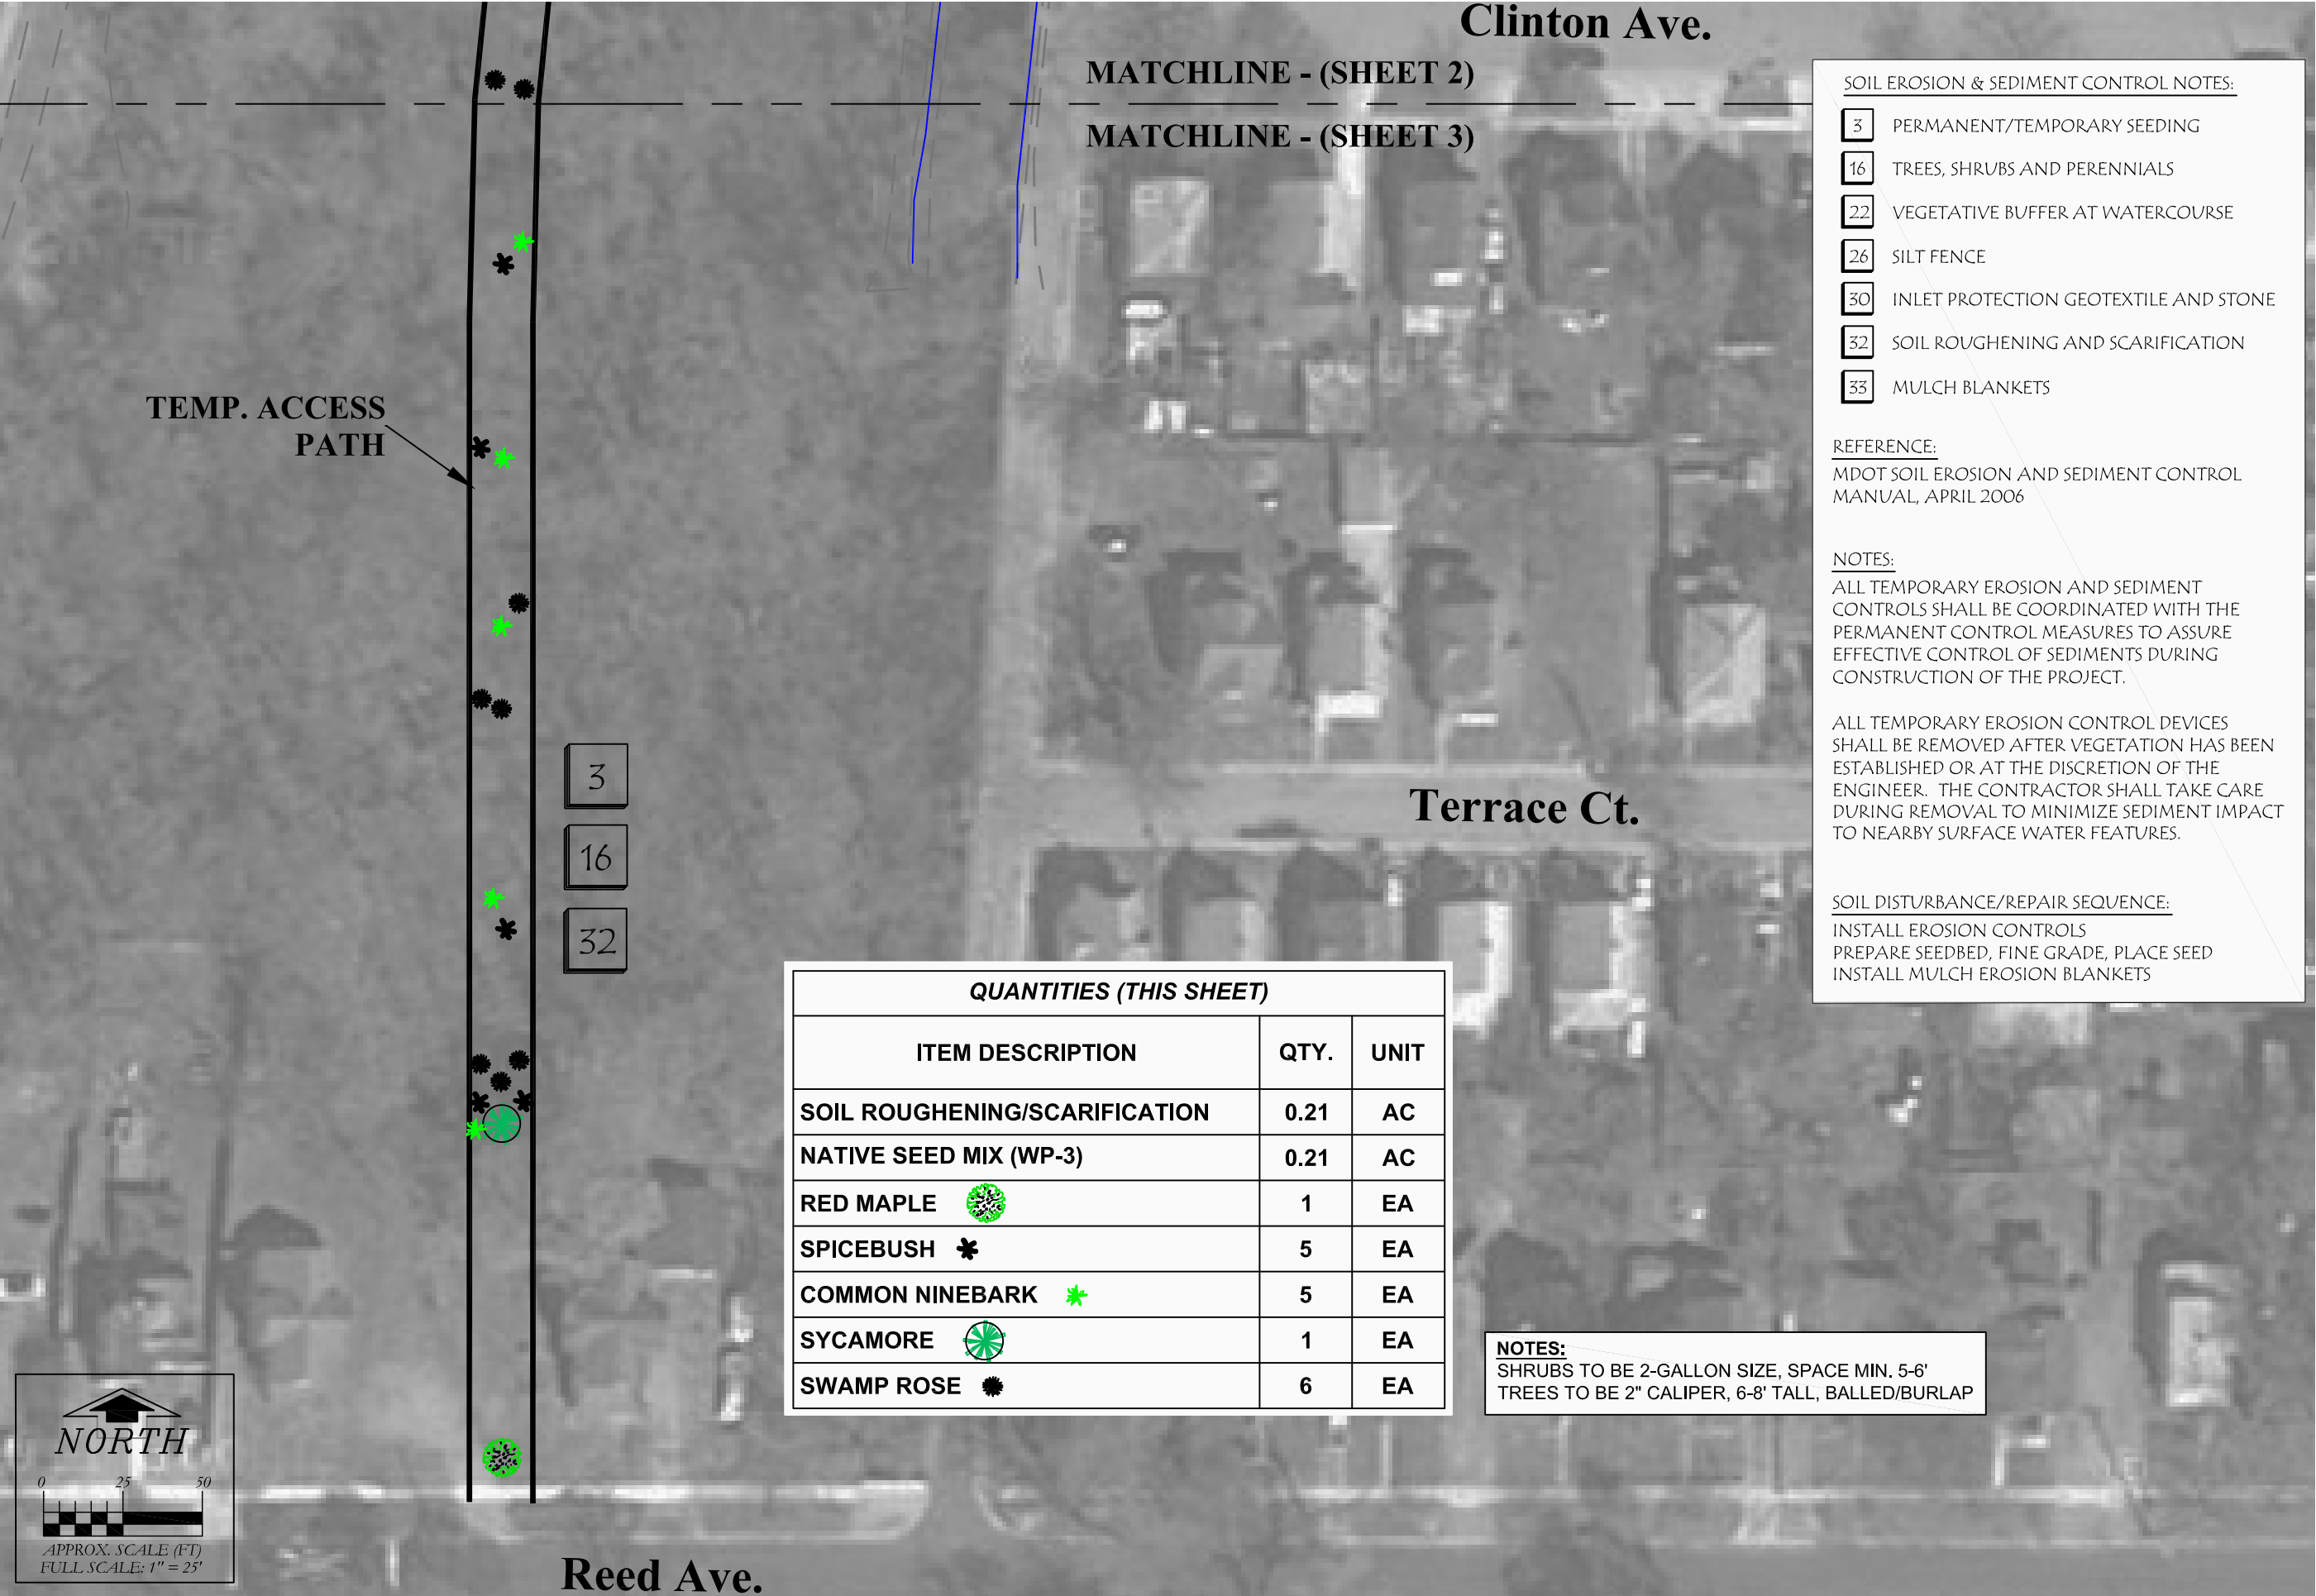 Clinton Ave.
MATCHLINE - (SHEET 2)
MATCHLINE - (SHEET 3)
TEMP. ACCESS
PATH
3
16
32
Terrace Ct.
Reed Ave.
SOIL EROSION & SEDIMENT CONTROL NOTES:
3 PERMANENT/TEMPORARY SEEDING
16 TREES, SHRUBS AND PERENNIALS
22 VEGETATIVE BUFFER AT WATERCOURSE
26 SILT FENCE
30 INLET PROTECTION GEOTEXTILE AND STONE
32 SOIL ROUGHENING AND SCARIFICATION
33 MULCH BLANKETS
REFERENCE:
MDOT SOIL EROSION AND SEDIMENT CONTROL
MANUAL, APRIL 2006
NOTES:
ALL TEMPORARY EROSION AND SEDIMENT
CONTROLS SHALL BE COORDINATED WITH THE
PERMANENT CONTROL MEASURES TO ASSURE
EFFECTIVE CONTROL OF SEDIMENTS DURING
CONSTRUCTION OF THE PROJECT.
ALL TEMPORARY EROSION CONTROL DEVICES
SHALL BE REMOVED AFTER VEGETATION HAS BEEN
ESTABLISHED OR AT THE DISCRETION OF THE
ENGINEER. THE CONTRACTOR SHALL TAKE CARE
DURING REMOVAL TO MINIMIZE SEDIMENT IMPACT
TO NEARBY SURFACE WATER FEATURES.
SOIL DISTURBANCE/REPAIR SEQUENCE:
INSTALL EROSION CONTROLS
PREPARE SEEDBED, FINE GRADE, PLACE SEED
INSTALL MULCH EROSION BLANKETS
QUANTITIES (THIS SHEET)
ITEM DESCRIPTION QTY. UNIT
SOIL ROUGHENING/SCARIFICATION 0.21 AC
NATIVE SEED MIX (WP-3) 0.21 AC
RED MAPLE 1 EA
SPICEBUSH 5 EA
COMMON NINEBARK 5 EA
SYCAMORE 1 EA
SWAMP ROSE 6 EA
NOTES:
SHRUBS TO BE 2-GALLON SIZE, SPACE MIN. 5-6'
TREES TO BE 2" CALIPER, 6-8' TALL, BALLED/BURLAP
NORTH
0 25 50
APPROX. SCALE (FT)
FULL SCALE: 1" = 25'